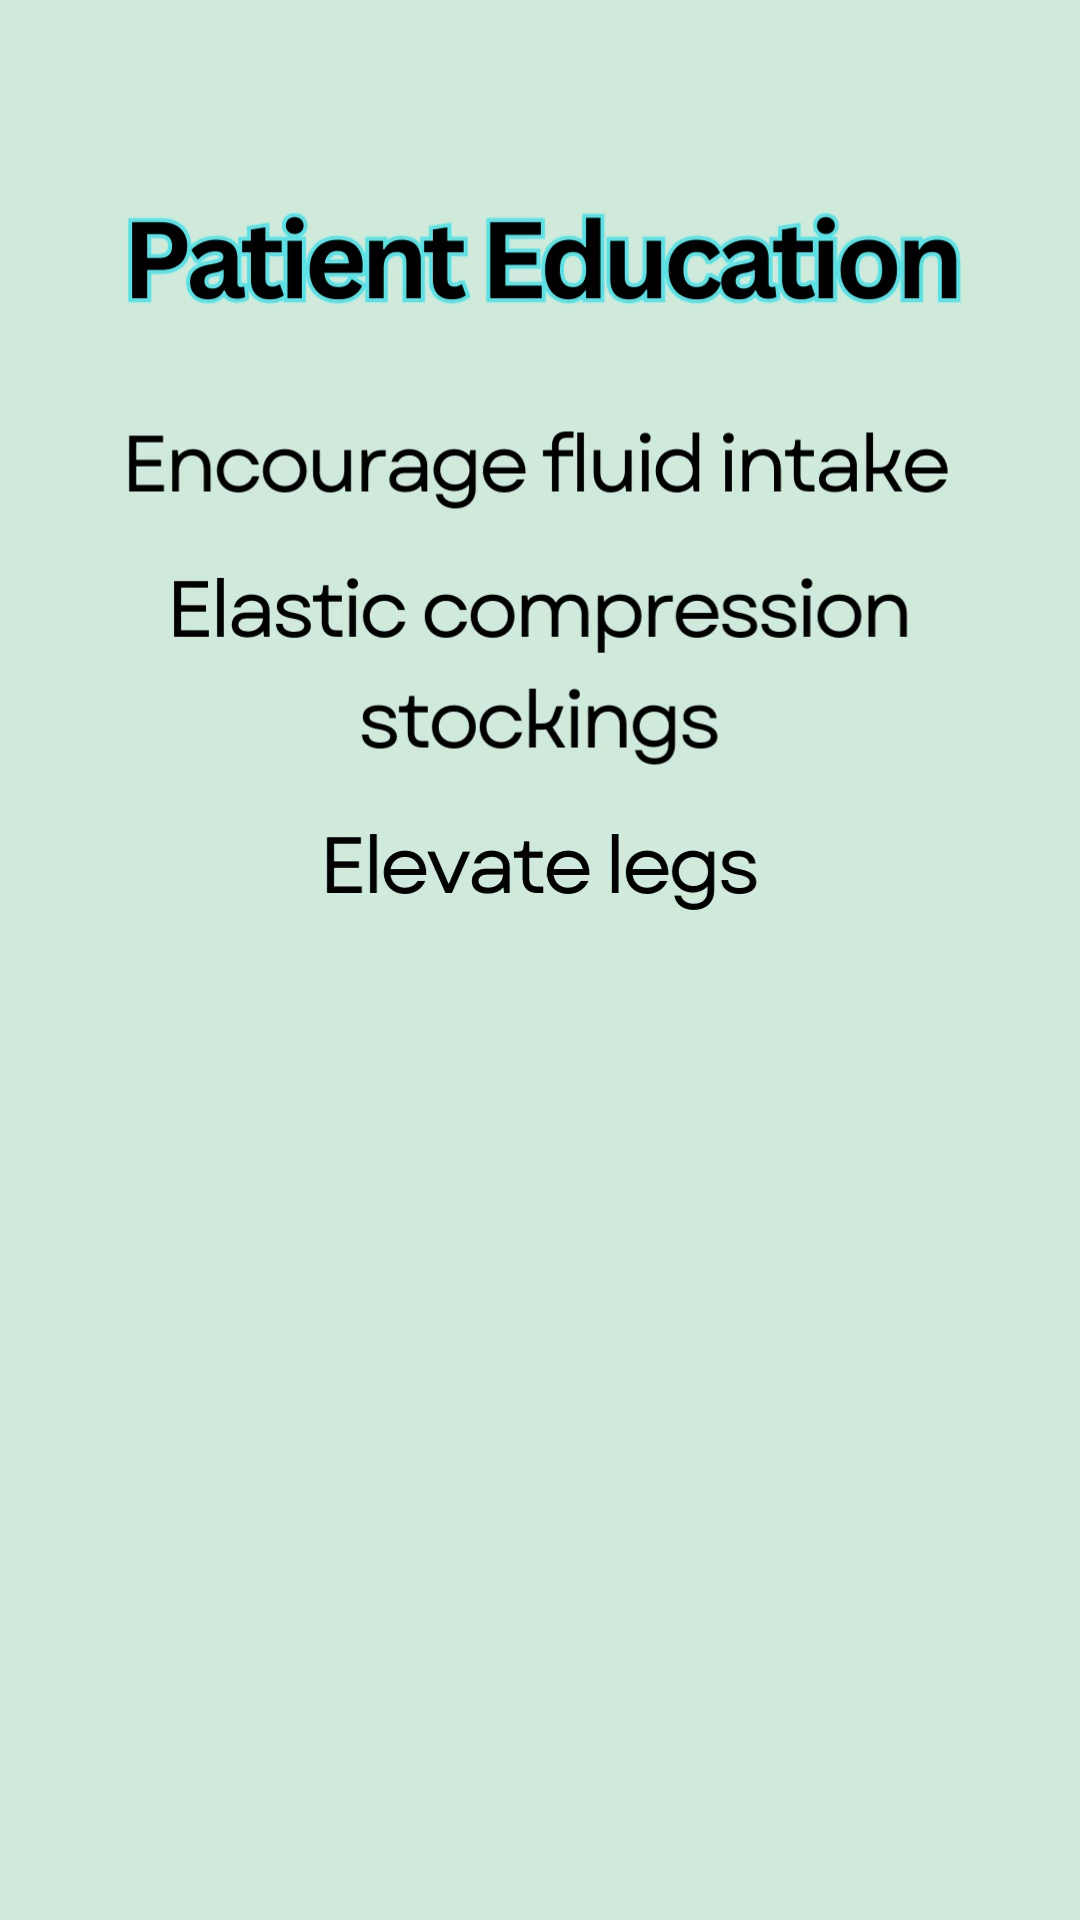 Patient Education
Encourage fluid intake
Elastic compression
stockings
Elevate legs